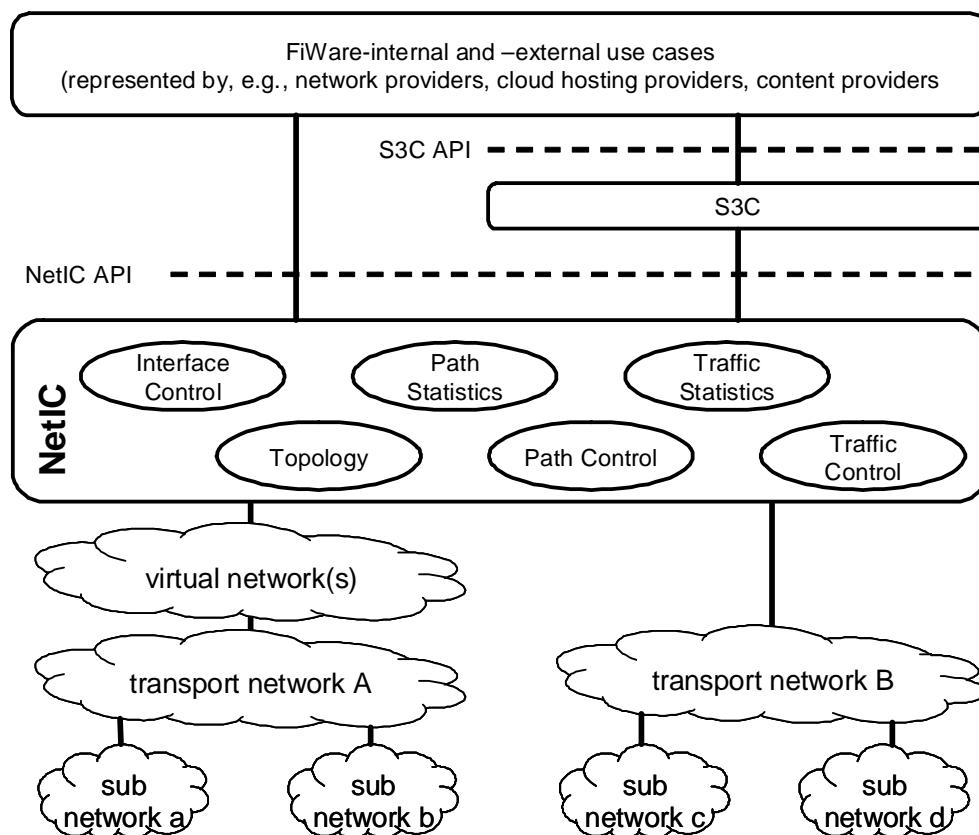 FiWare-internal and –external use cases
(represented by, e.g., network providers, cloud hosting providers, content providers
S3C API
S3C
NetIC API
NetIC
Interface
Control
Path
Statistics
Traffic
Statistics
Topology
Path Control
Traffic
Control
virtual network(s)
transport network A
transport network B
sub
network a
sub
network b
sub
network c
sub
network d